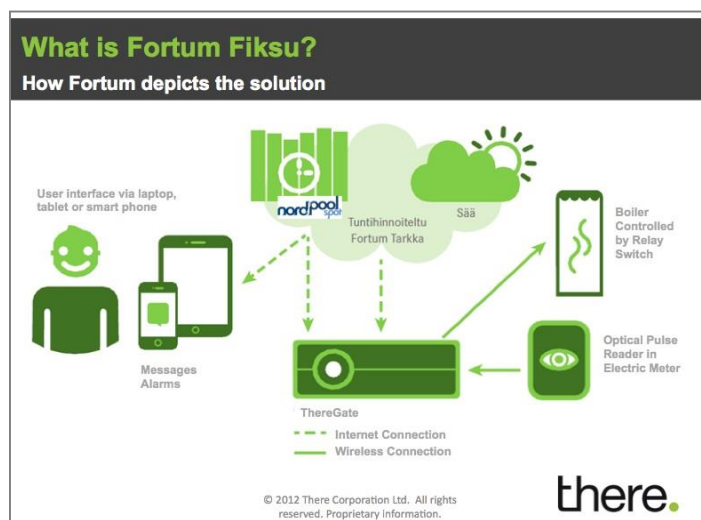 What is Fortum Fiksu?
How Fortum depicts the solution
User interface via laptop,
tablet or smart phone
nordpool
spot
Tuntihinnoiteltu
Fortum Tarkka
Sää
Boiler
Controlled
by Relay
Switch
Messages
Alarms
Optical Pulse
Reader in
Electric Meter
ThereGate
Internet Connection
Wireless Connection
© 2012 There Corporation Ltd. All rights
reserved. Proprietary information.
there.